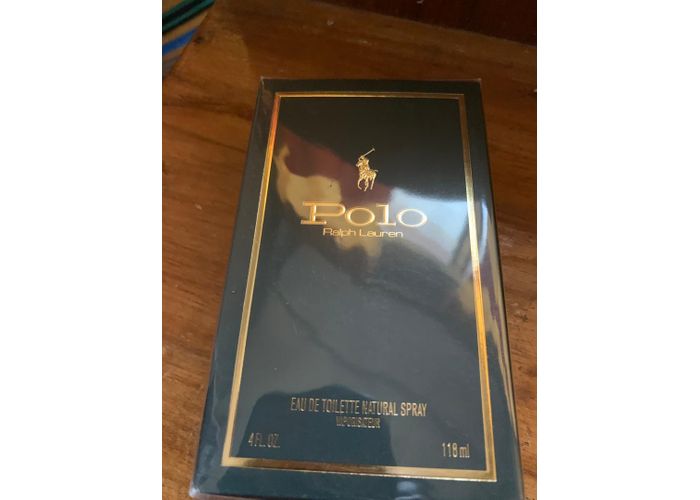 Polo
Ralph Lauren
EAU DE TOILETTE NATURAL SPRAY
VAPORISATEUR
4 FL. OZ. 118 ml